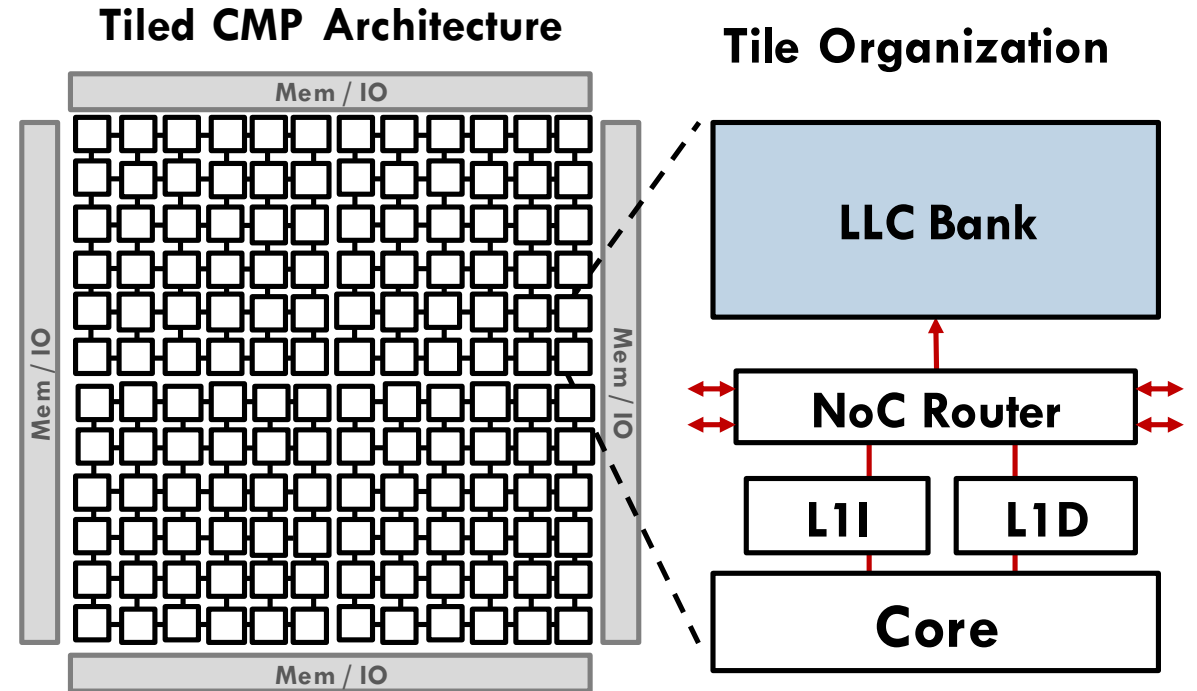 Tiled CMP Architecture
Tile Organization
Mem / IO
Mem / IO
Mem / IO
Mem / IO
LLC Bank
NoC Router
L1I
L1D
Core